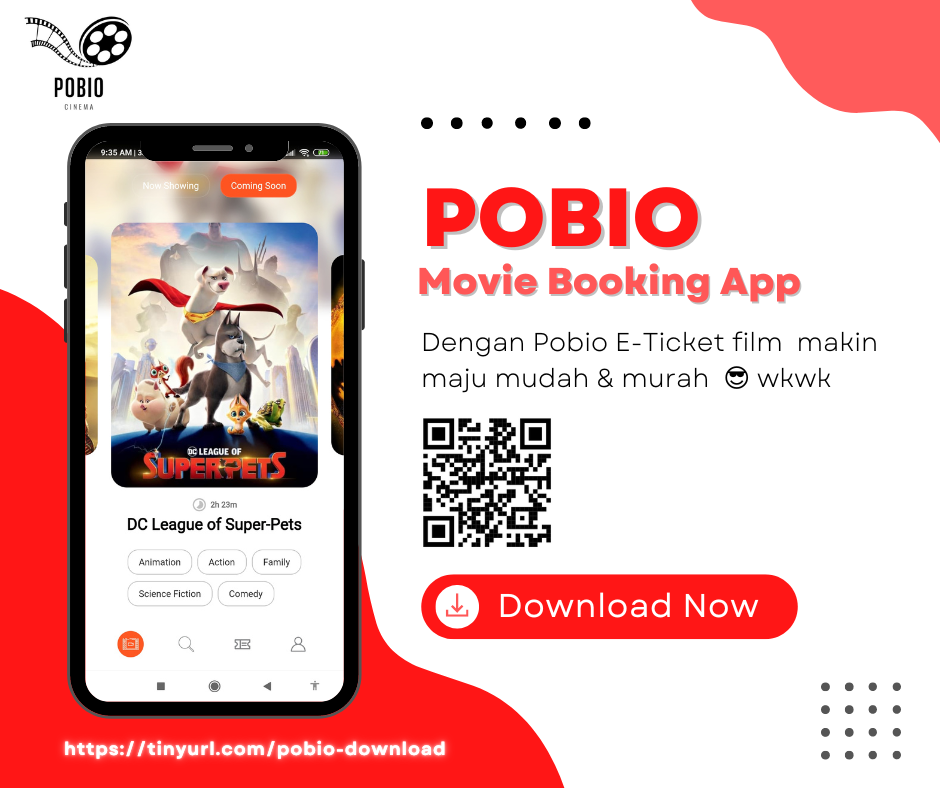 POBIO
CINEMA
9:35 AM | 3.
Now Showing
Coming Soon
DC LEAGUE OF
SUPER-PETS
2h 23m
DC League of Super-Pets
Animation
Action
Family
Science Fiction
Comedy
https://tinyurl.com/pobio-download
POBIO
Movie Booking App
Dengan Pobio E-Ticket film makin
maju mudah & murah 😎 wkwk
Download Now